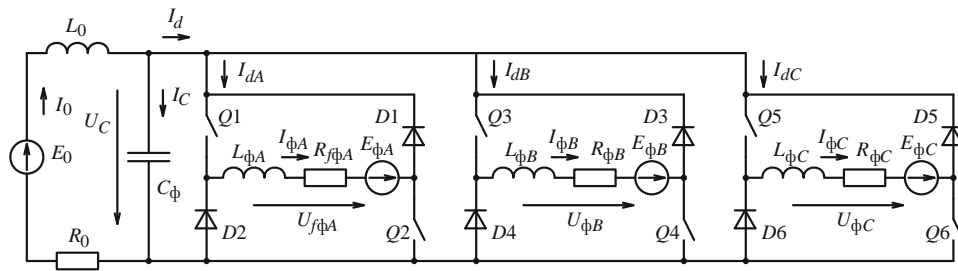 L0
Id
I0
UC
IC
E0
Cф
R0
IdA
Q1
D1
LфA
IфA
RfфA
EфA
UfфA
D2
Q2
IdB
Q3
D3
LфB
IфB
RфB
EфB
UфB
D4
Q4
IdC
Q5
D5
LфC
IфC
RфC
EфC
UфC
D6
Q6